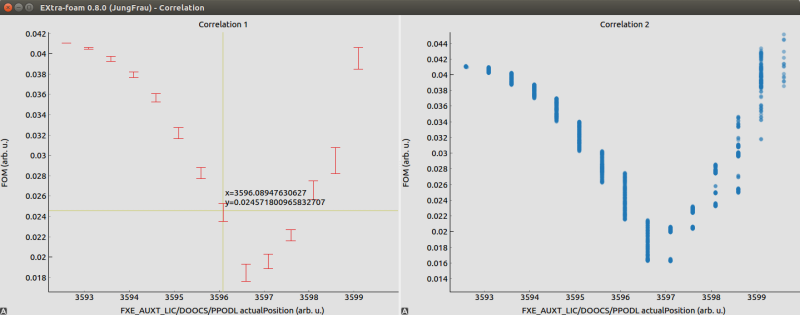 EXtra-foam 0.8.0 (JungFrau) - Correlation
Correlation 1
0.042
0.04
0.038
0.036
0.034
0.032
0.03
0.028
0.026
0.024
0.022
0.02
0.018
FOM (arb. u.)
x=3596.08947630627
y=0.024571800965832707
3593 3594 3595 3596 3597 3598 3599
FXE_AUXT_LIC/DOOCS/PPODL actualPosition (arb. u.)
A
Correlation 2
0.044
0.04
0.036
0.034
0.032
0.03
0.028
0.026
0.024
0.022
0.02
0.018
0.016
0.014
FOM (arb. u.)
3593 3594 3595 3596 3597 3598 3599
FXE_AUXT_LIC/DOOCS/PPODL actualPosition (arb. u.)
A